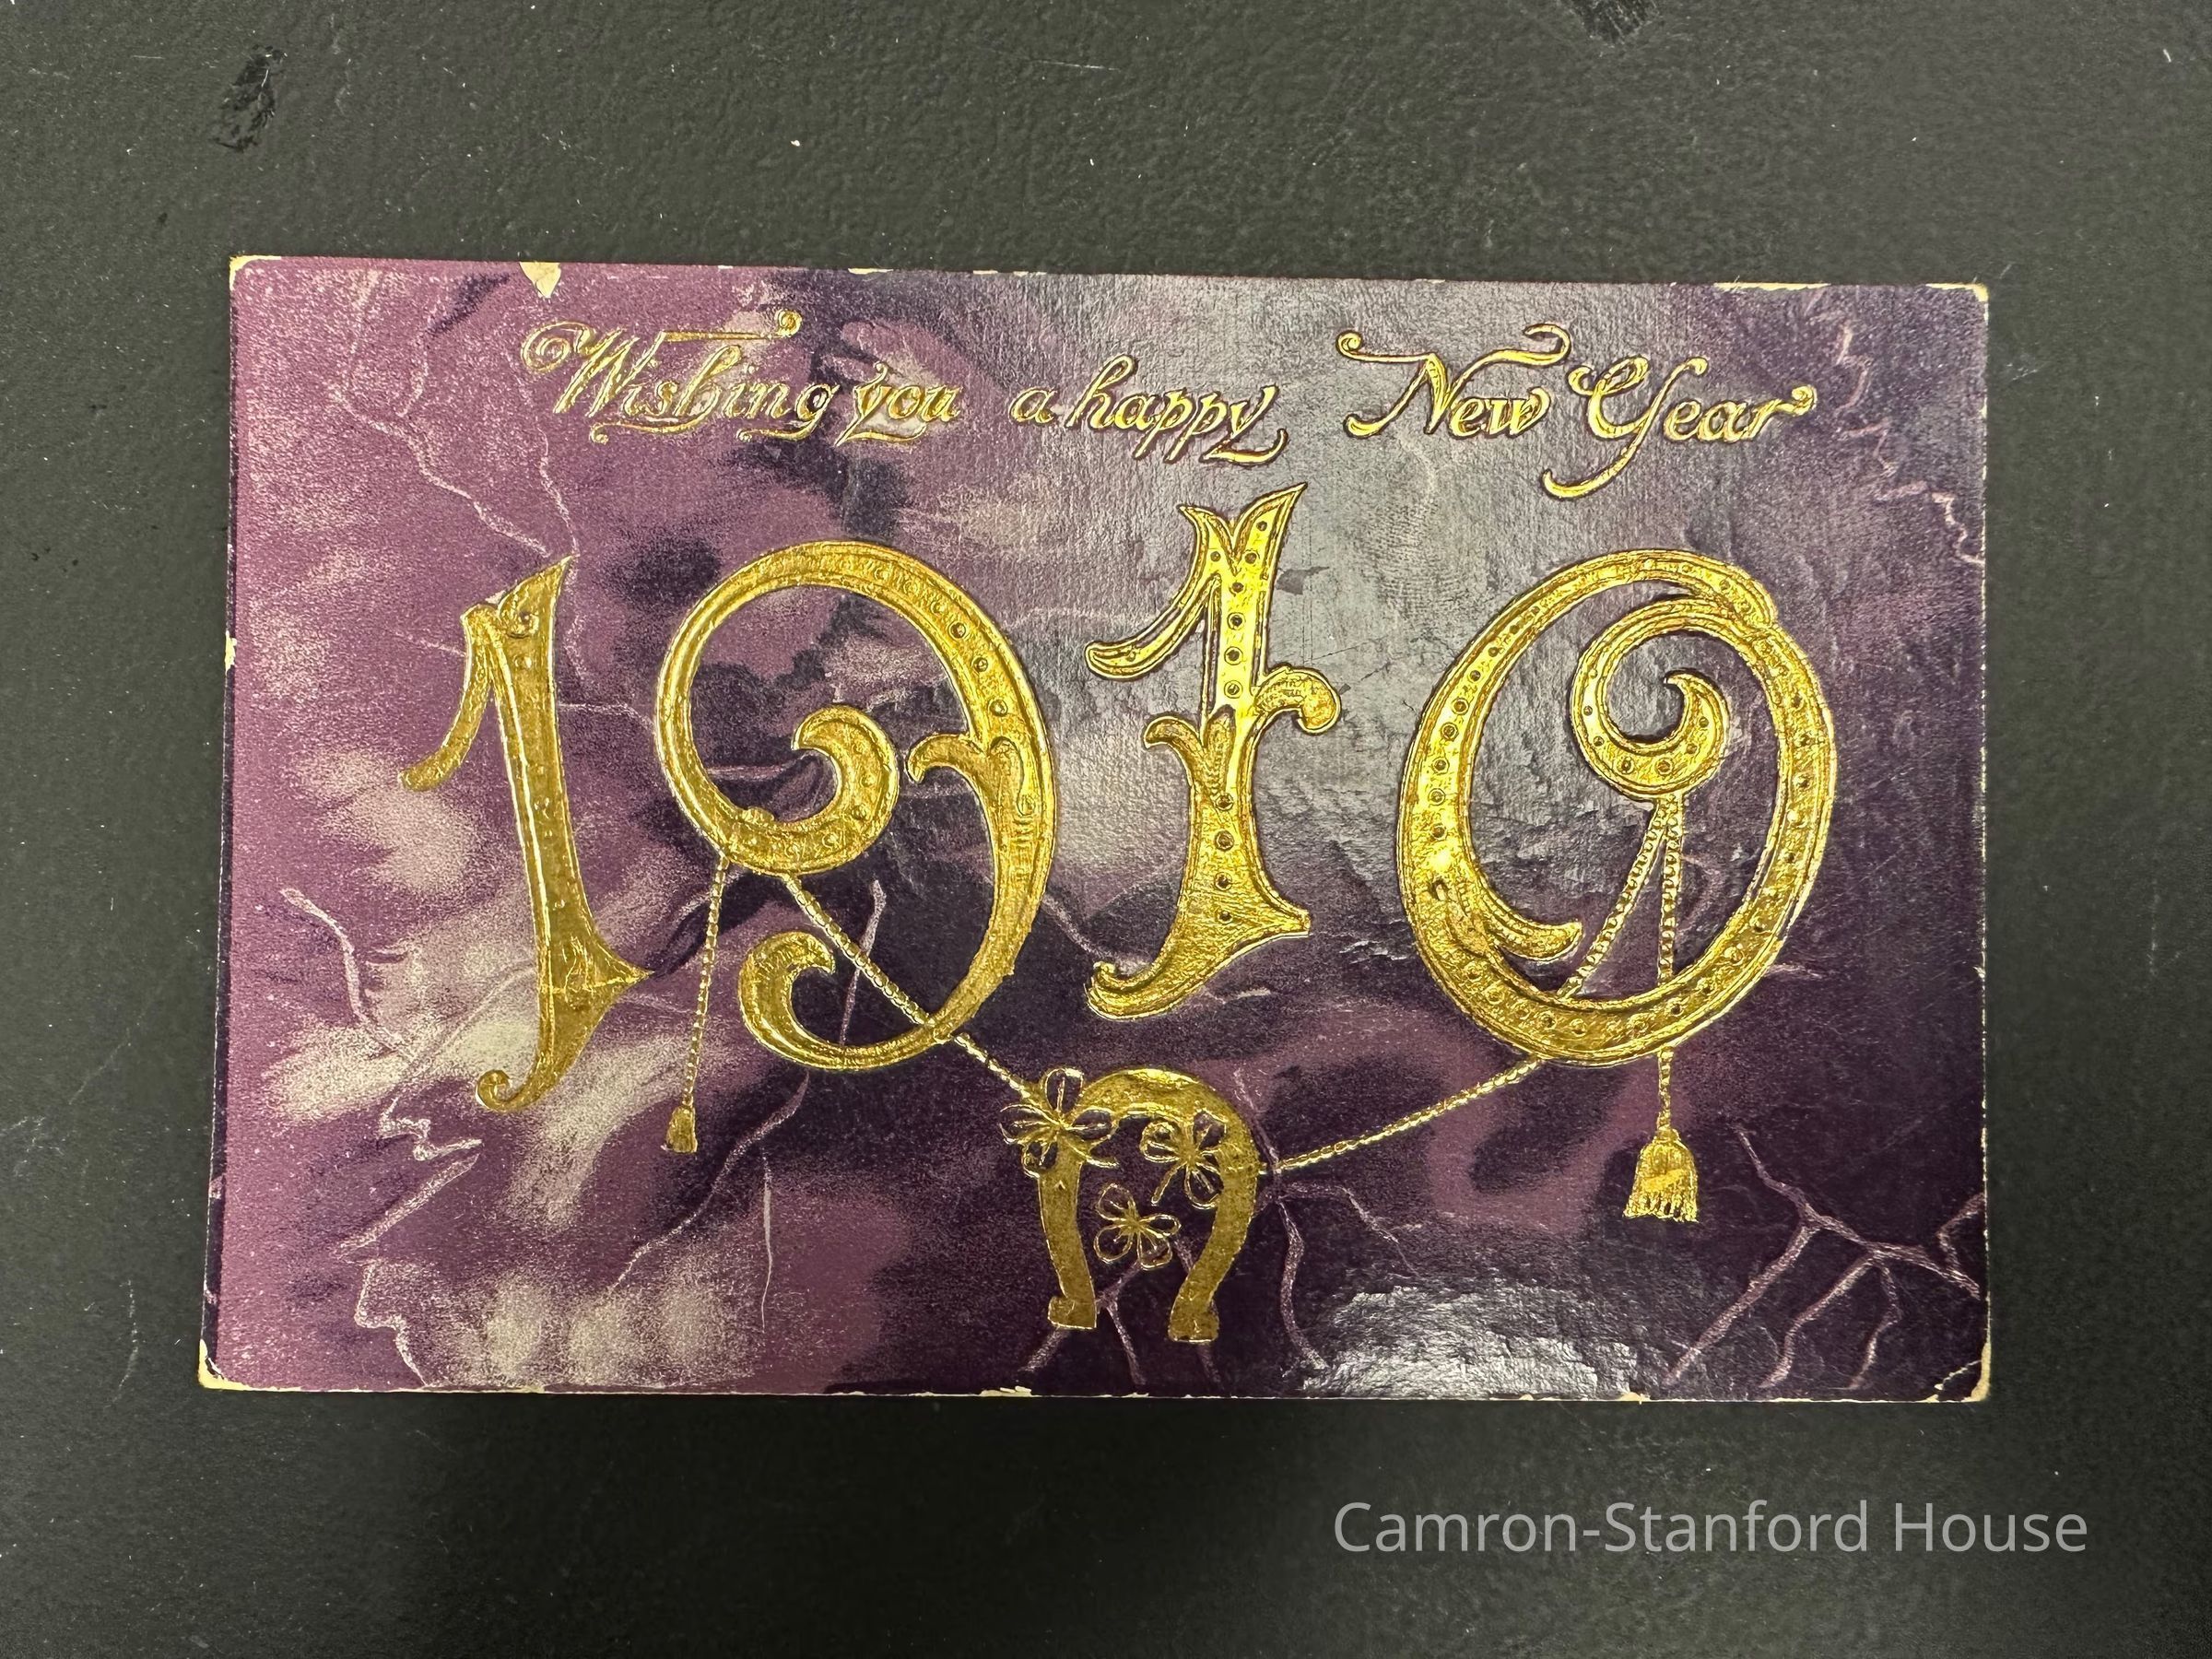 Wishing you a happy New Year
1910
Camron-Stanford House